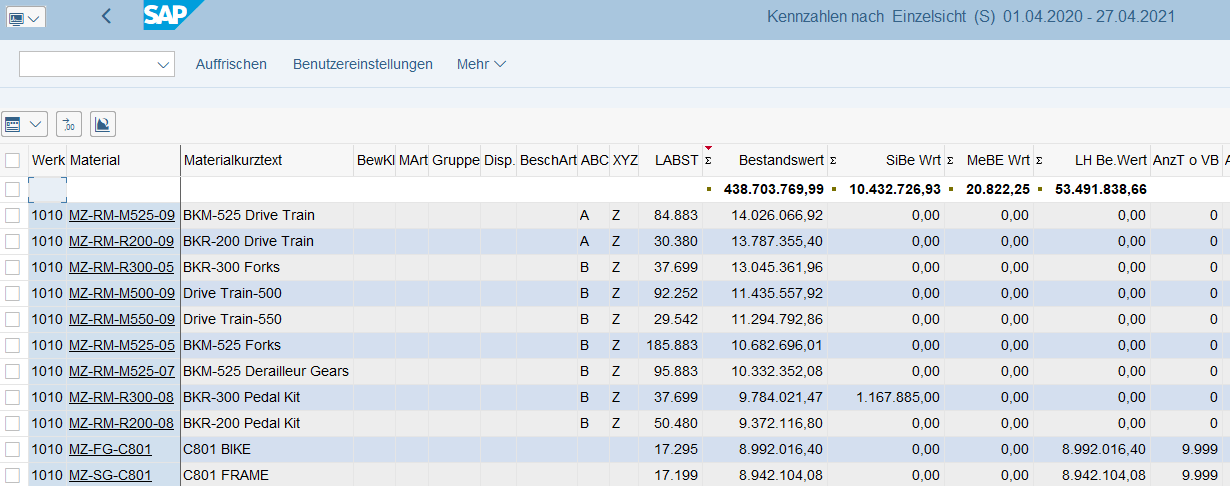 SAP Kennzahlen nach Einzelsicht (S) 01.04.2020 - 27.04.2021
Auffrischen Benutzereinstellungen Mehr
,00
Werk Material Materialkurztext BewKl MArt Gruppe Disp. BeschArt ABC XYZ LABST Σ Bestandswert Σ SiBe Wrt Σ MeBE Wrt Σ LH Be.Wert AnzT o VB
438.703.769,99 10.432.726,93 20.822,25 53.491.838,66
1010 MZ-RM-M525-09 BKM-525 Drive Train A Z 84.883 14.026.066,92 0,00 0,00 0,00 0
1010 MZ-RM-R200-09 BKR-200 Drive Train A Z 30.380 13.787.355,40 0,00 0,00 0,00 0
1010 MZ-RM-R300-05 BKR-300 Forks B Z 37.699 13.045.361,96 0,00 0,00 0,00 0
1010 MZ-RM-M500-09 Drive Train-500 B Z 92.252 11.435.557,92 0,00 0,00 0,00 0
1010 MZ-RM-M550-09 Drive Train-550 B Z 29.542 11.294.792,86 0,00 0,00 0,00 0
1010 MZ-RM-M525-05 BKM-525 Forks B Z 185.883 10.682.696,01 0,00 0,00 0,00 0
1010 MZ-RM-M525-07 BKM-525 Derailleur Gears B Z 95.883 10.332.352,08 0,00 0,00 0,00 0
1010 MZ-RM-R300-08 BKR-300 Pedal Kit B Z 37.699 9.784.021,47 1.167.885,00 0,00 0,00 0
1010 MZ-RM-R200-08 BKR-200 Pedal Kit B Z 50.480 9.372.116,80 0,00 0,00 0,00 0
1010 MZ-FG-C801 C801 BIKE 17.295 8.992.016,40 0,00 0,00 8.992.016,40 9.999
1010 MZ-SG-C801 C801 FRAME 17.199 8.942.104,08 0,00 0,00 8.942.104,08 9.999